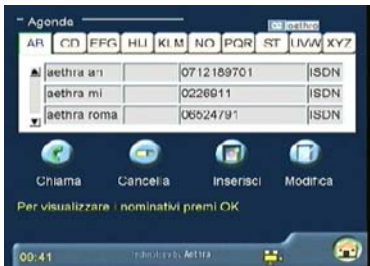 Agenda
aethra
AB CD EFG HIJ KLM NO PQR ST UVW XYZ
aethra an 0712189701 ISDN
aethra mi 0226911 ISDN
aethra roma 06524791 ISDN
Chiama Cancella Inserisci Modifica
Per visualizzare i nominativi premi OK
09:41 Aethra